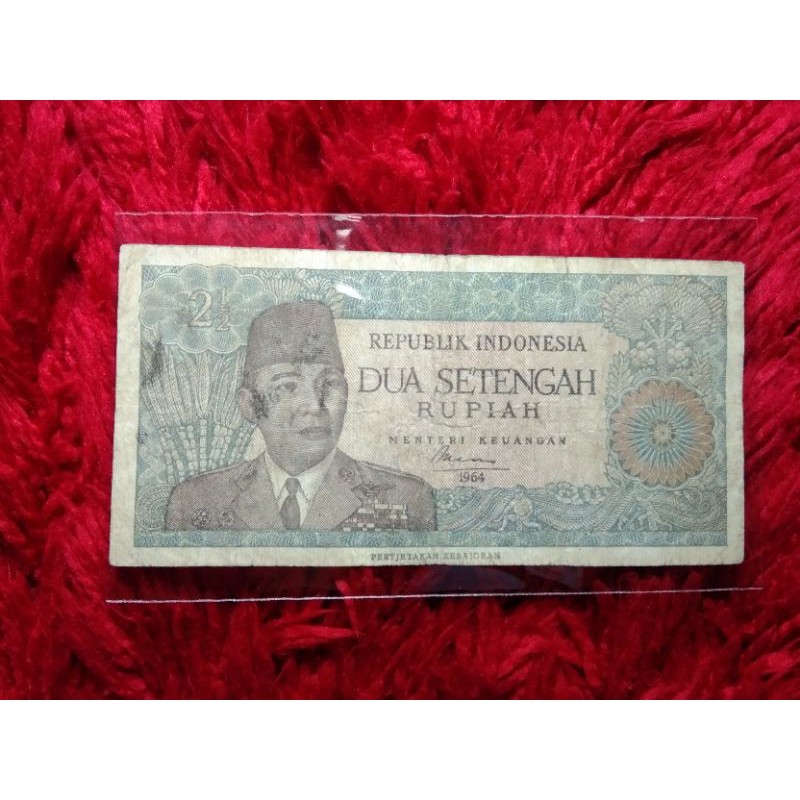 2½
REPUBLIK INDONESIA
DUA SETENGAH
RUPIAH
MENTERI KEUANGAN
1964
PERTJETAKAN KEBAJORAN